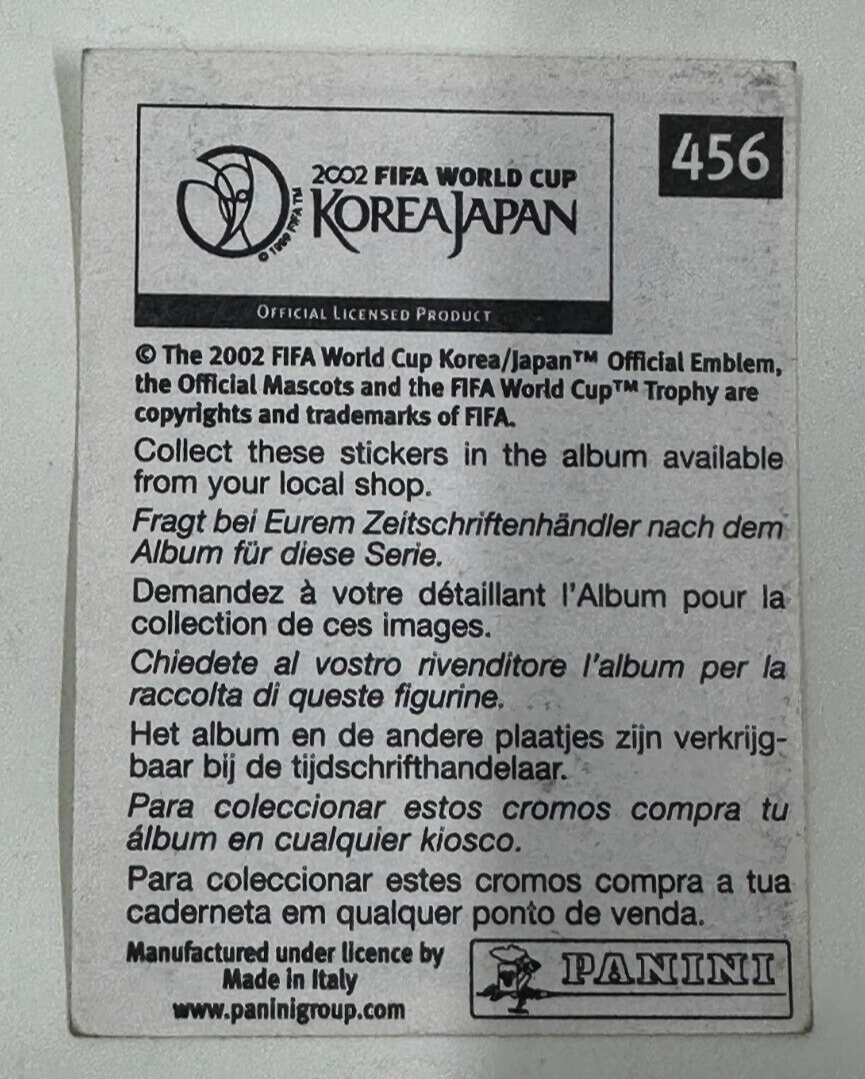 456
2002 FIFA WORLD CUP
KOREAJAPAN
© 1999 FIFA TM
OFFICIAL LICENSED PRODUCT
© The 2002 FIFA World Cup Korea/Japan™ Official Emblem,
the Official Mascots and the FIFA World Cup™ Trophy are
copyrights and trademarks of FIFA.
Collect these stickers in the album available
from your local shop.
Fragt bei Eurem Zeitschriftenhändler nach dem
Album für diese Serie.
Demandez à votre détaillant l'Album pour la
collection de ces images.
Chiedete al vostro rivenditore l'album per la
raccolta di queste figurine.
Het album en de andere plaatjes zijn verkrijg-
baar bij de tijdschrifthandelaar.
Para coleccionar estos cromos compra tu
álbum en cualquier kiosco.
Para coleccionar estes cromos compra a tua
caderneta em qualquer ponto de venda.
Manufactured under licence by
Made in Italy
www.paninigroup.com
PANINI